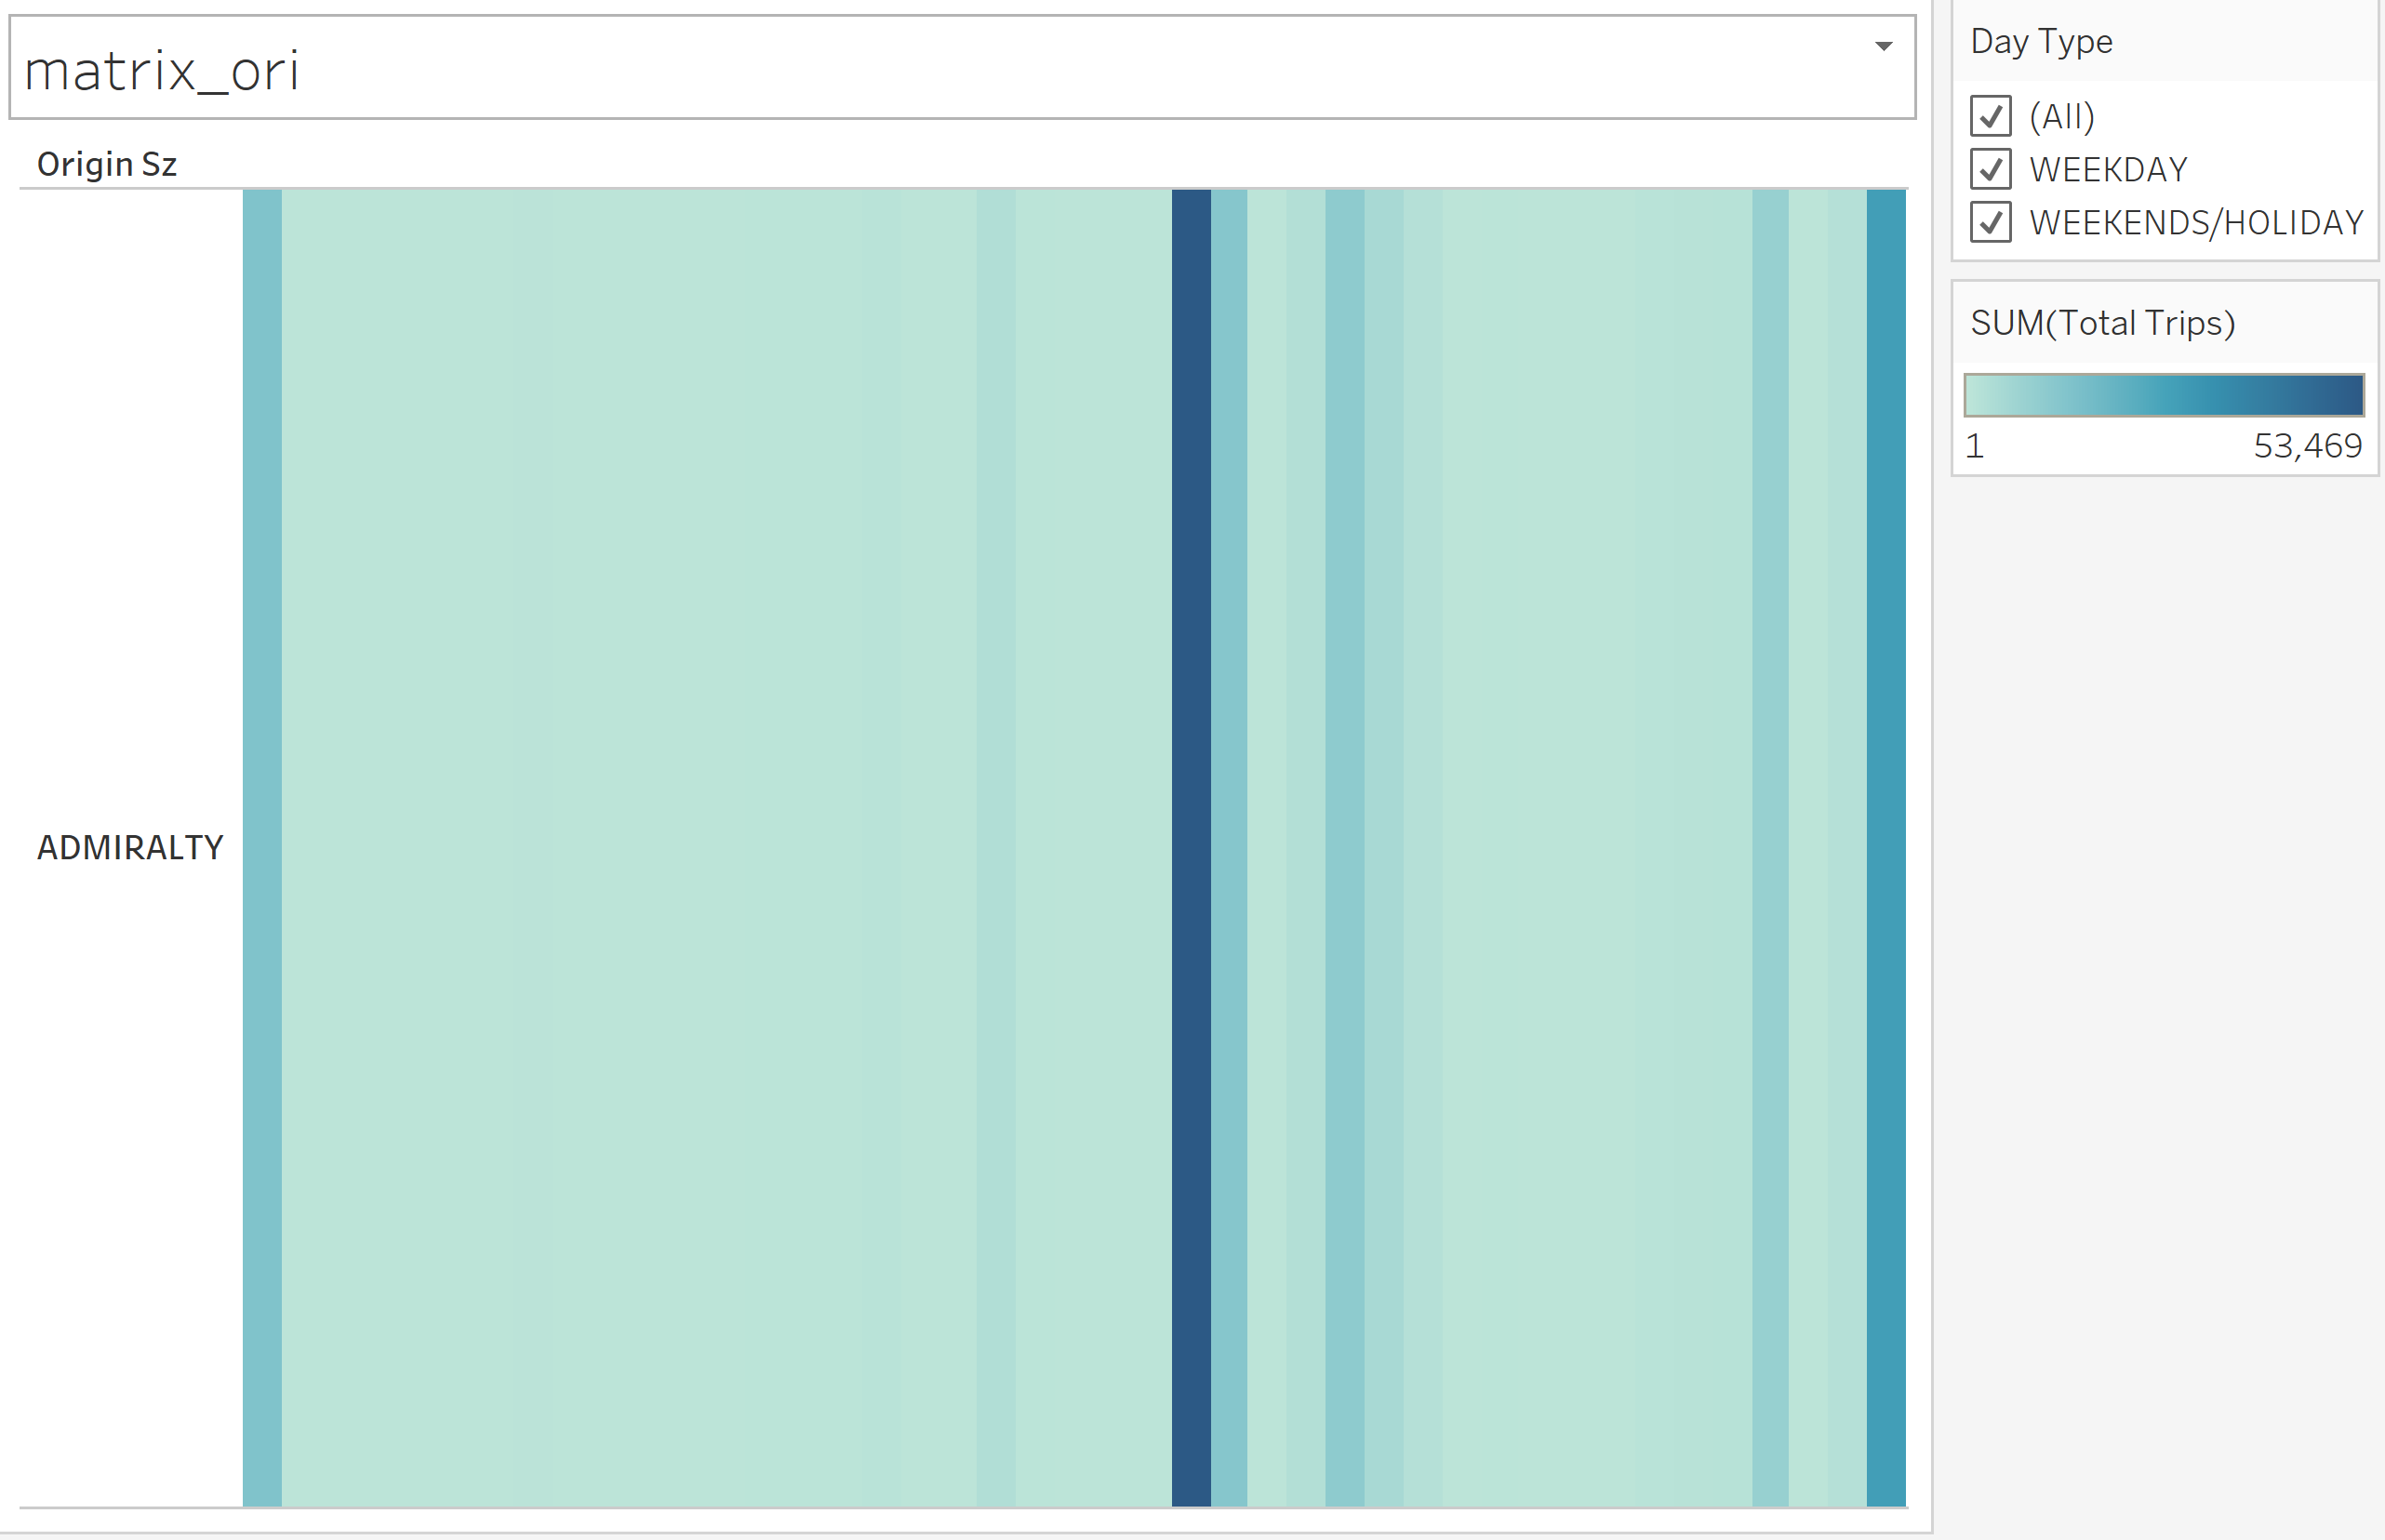 matrix_ori
Origin Sz
ADMIRALTY
Day Type
(All)
WEEKDAY
WEEKENDS/HOLIDAY
SUM(Total Trips)
1 53,469